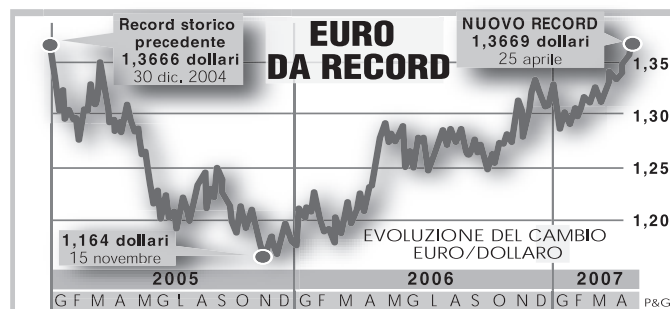 Record storico
precedente
1,3666 dollari
30 dic. 2004
EURO
DA RECORD
NUOVO RECORD
1,3669 dollari
25 aprile
1,35
1,30
1,25
1,20
1,164 dollari
15 novembre
EVOLUZIONE DEL CAMBIO
EURO/DOLLARO
2005 2006 2007
G F M A M G L A S O N D G F M A M G L A S O N D G F M A P&G